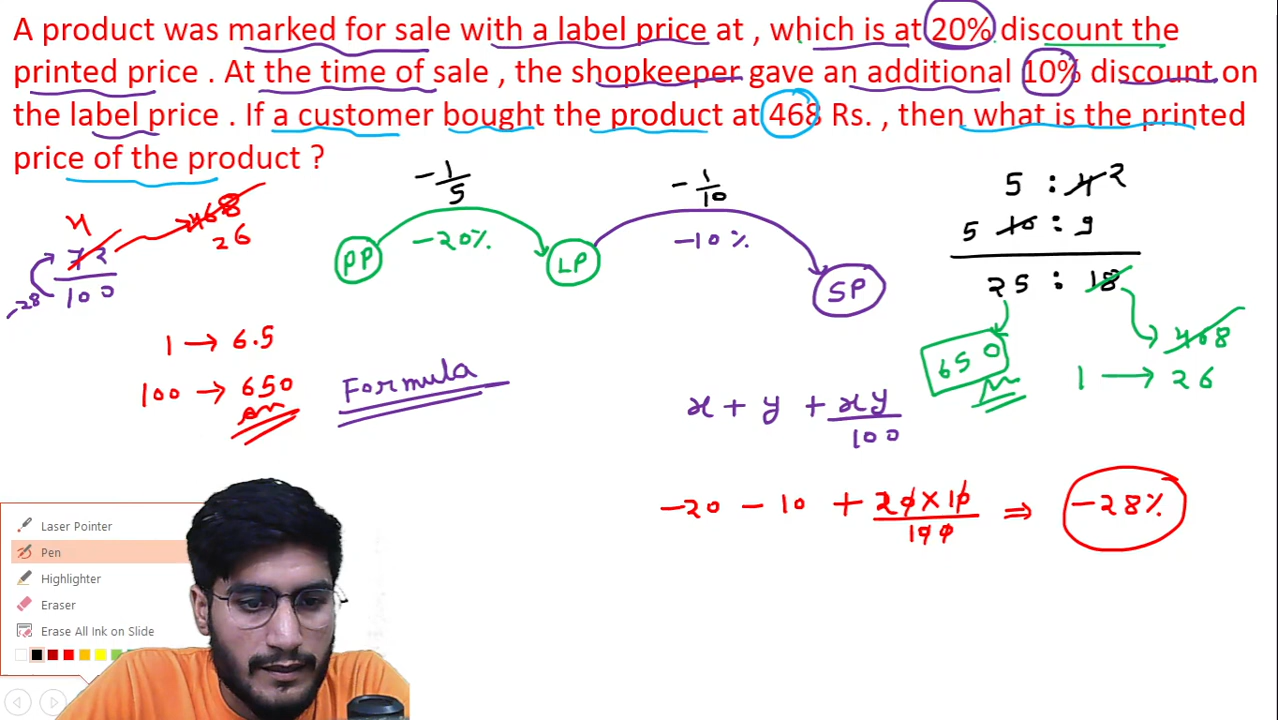 A product was marked for sale with a label price at , which is at 20% discount the
printed price . At the time of sale , the shopkeeper gave an additional 10% discount on
the label price . If a customer bought the product at 468 Rs. , then what is the printed
price of the product ?
-1/5
-1/10
PP
-20%
LP
-10%
SP
5 : 4 2
5 10 : 9
25 : 18
650
468
1 → 26
4
72
100
-28
468
26
1 → 6.5
100 → 650
Formula
x + y + xy/100
-20 - 10 + 20×10/100 ⇒ -28%
Laser Pointer
Pen
Highlighter
Eraser
Erase All Ink on Slide